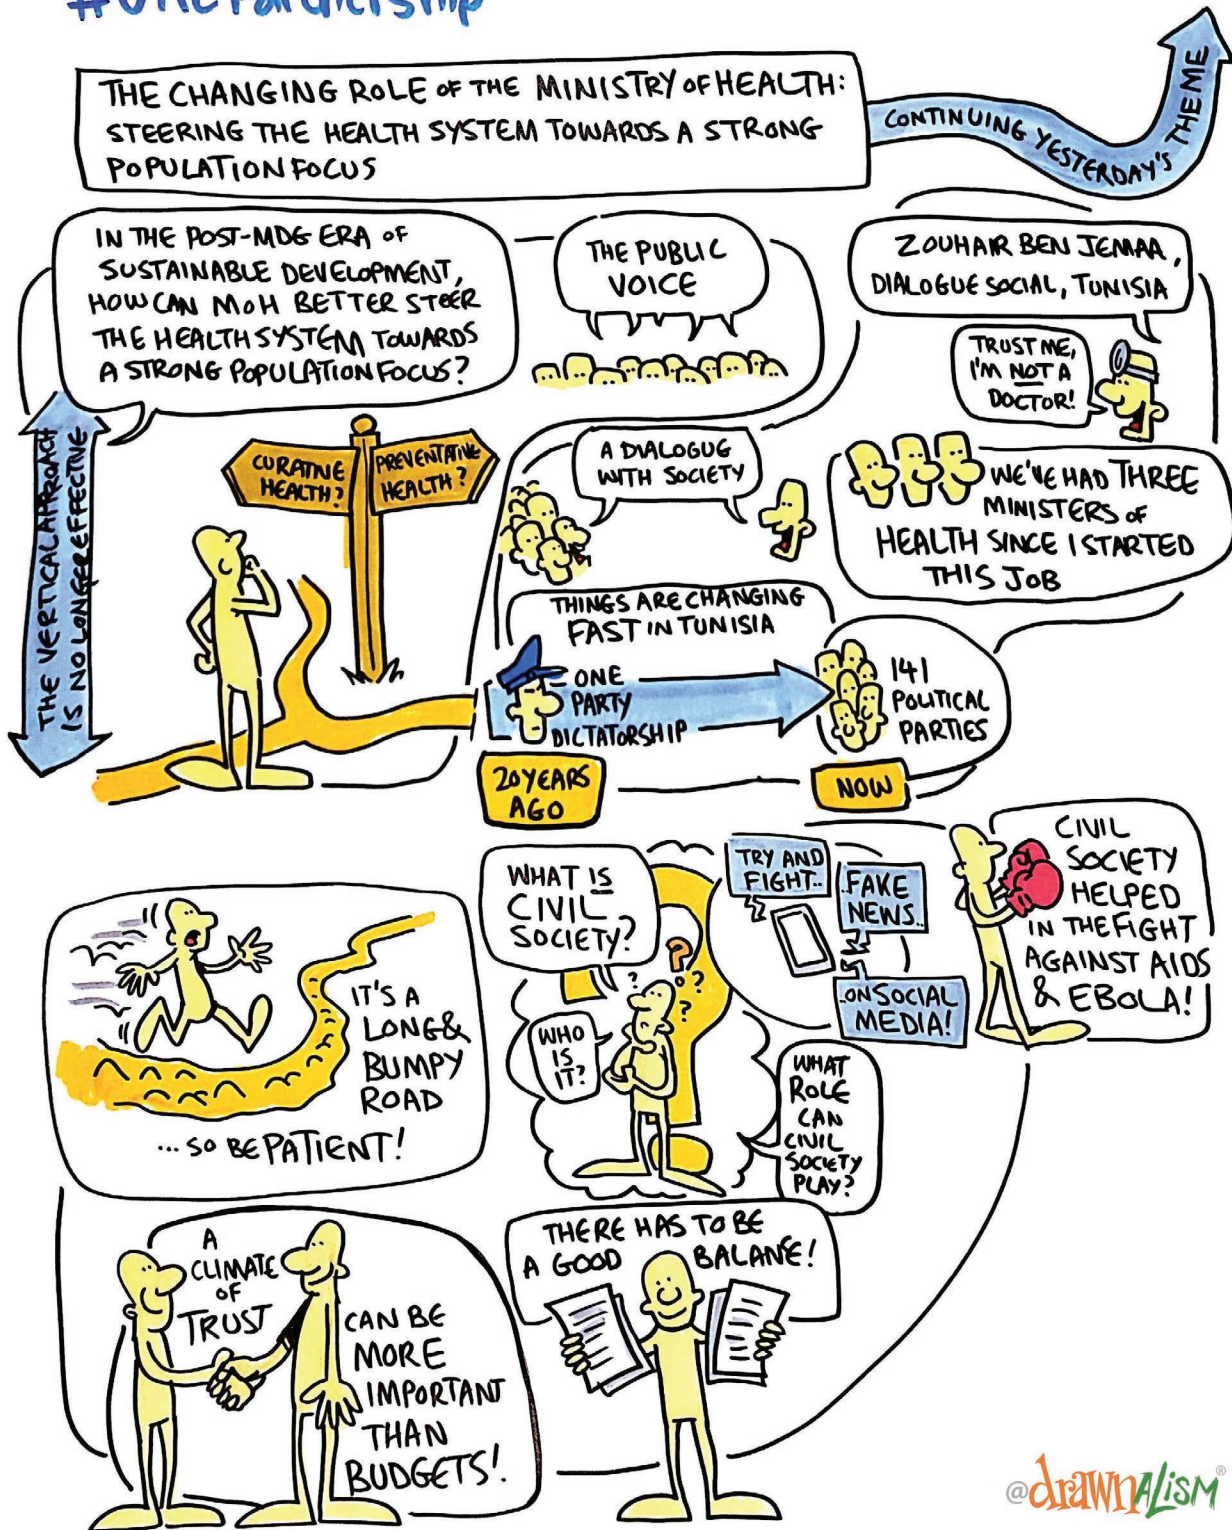 THE CHANGING ROLE OF THE MINISTRY OF HEALTH:
STEERING THE HEALTH SYSTEM TOWARDS A STRONG
POPULATION FOCUS
CONTINUING YESTERDAY'S THEME
IN THE POST-MDG ERA OF
SUSTAINABLE DEVELOPMENT,
HOW CAN MOH BETTER STEER
THE HEALTH SYSTEM TOWARDS
A STRONG POPULATION FOCUS?
THE PUBLIC
VOICE
ZOUHAIR BEN JEMAA,
DIALOGUE SOCIAL, TUNISIA
TRUST ME,
I'M NOT A
DOCTOR!
THE VERTICAL APPROACH
IS NO LONGER EFFECTIVE
CURATIVE
HEALTH?
PREVENTATIVE
HEALTH?
A DIALOGUE
WITH SOCIETY
WE'VE HAD THREE
MINISTERS OF
HEALTH SINCE I STARTED
THIS JOB
THINGS ARE CHANGING
FAST IN TUNISIA
ONE
PARTY
DICTATORSHIP
141
POLITICAL
PARTIES
20 YEARS
AGO
NOW
IT'S A
LONG &
BUMPY
ROAD
... SO BE PATIENT!
WHAT IS
CIVIL
SOCIETY?
WHO
IS
IT?
WHAT
ROLE
CAN
CIVIL
SOCIETY
PLAY?
TRY AND
FIGHT..
FAKE
NEWS..
..ON SOCIAL
MEDIA!
CIVIL
SOCIETY
HELPED
IN THE FIGHT
AGAINST AIDS
& EBOLA!
A
CLIMATE
OF
TRUST
CAN BE
MORE
IMPORTANT
THAN
BUDGETS!
THERE HAS TO BE
A GOOD BALANCE!
@drawnalism®